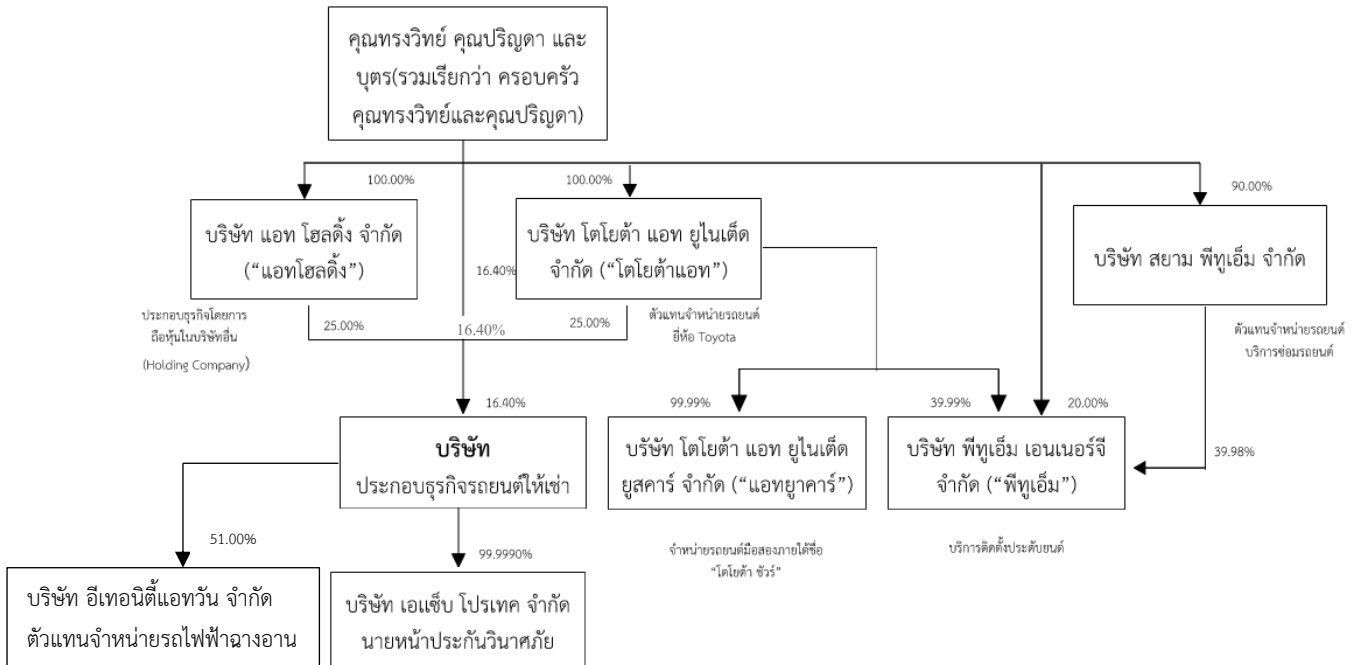 คุณทรงวิทย์ คุณปริญดา และ
บุตร(รวมเรียกว่า ครอบครัว
คุณทรงวิทย์และคุณปริญดา)
100.00%
100.00%
90.00%
บริษัท แอท โฮลดิ้ง จำกัด
(“แอทโฮลดิ้ง”)
16.40%
บริษัท โตโยต้า แอท ยูไนเต็ด
จำกัด (“โตโยต้าแอท”)
บริษัท สยาม พีทูเอ็ม จำกัด
ประกอบธุรกิจโดยการ
ถือหุ้นในบริษัทอื่น
(Holding Company)
25.00%
16.40%
25.00%
ตัวแทนจำหน่ายรถยนต์
ยี่ห้อ Toyota
ตัวแทนจำหน่ายรถยนต์
บริการซ่อมรถยนต์
16.40%
99.99%
39.99%
20.00%
39.98%
บริษัท
ประกอบธุรกิจรถยนต์ให้เช่า
บรัษัท โตโยต้า แอท ยูไนเต็ด
ยูสคาร์ จำกัด (“แอทยูาคาร์”)
บริษัท พีทูเอ็ม เอนเนอร์จี
จำกัด (“พีทูเอ็ม”)
51.00%
99.9990%
จำหน่ายรถยนต์มือสองภายใต้ชื่อ
“โตโยต้า ชัวร์”
บริการติดตั้งประดับยนต์
บริษัท อีเทอนิตี้แอทวัน จำกัด
ตัวแทนจำหน่ายรถไฟฟ้าฉางอาน
บริษัท เอแซ็บ โปรเทค จำกัด
นายหน้าประกันวินาศภัย